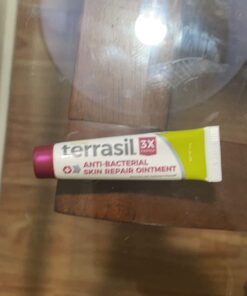 terrasil 3X
ANTI-BACTERIAL
SKIN REPAIR OINTMENT